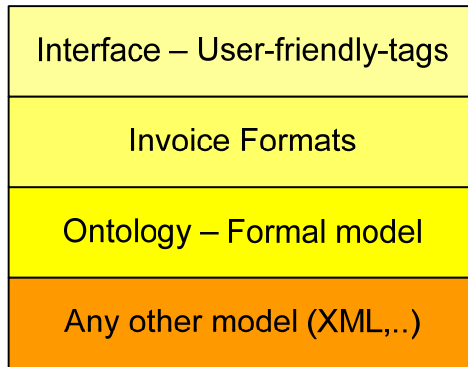 Interface – User-friendly-tags
Invoice Formats
Ontology – Formal model
Any other model (XML,..)